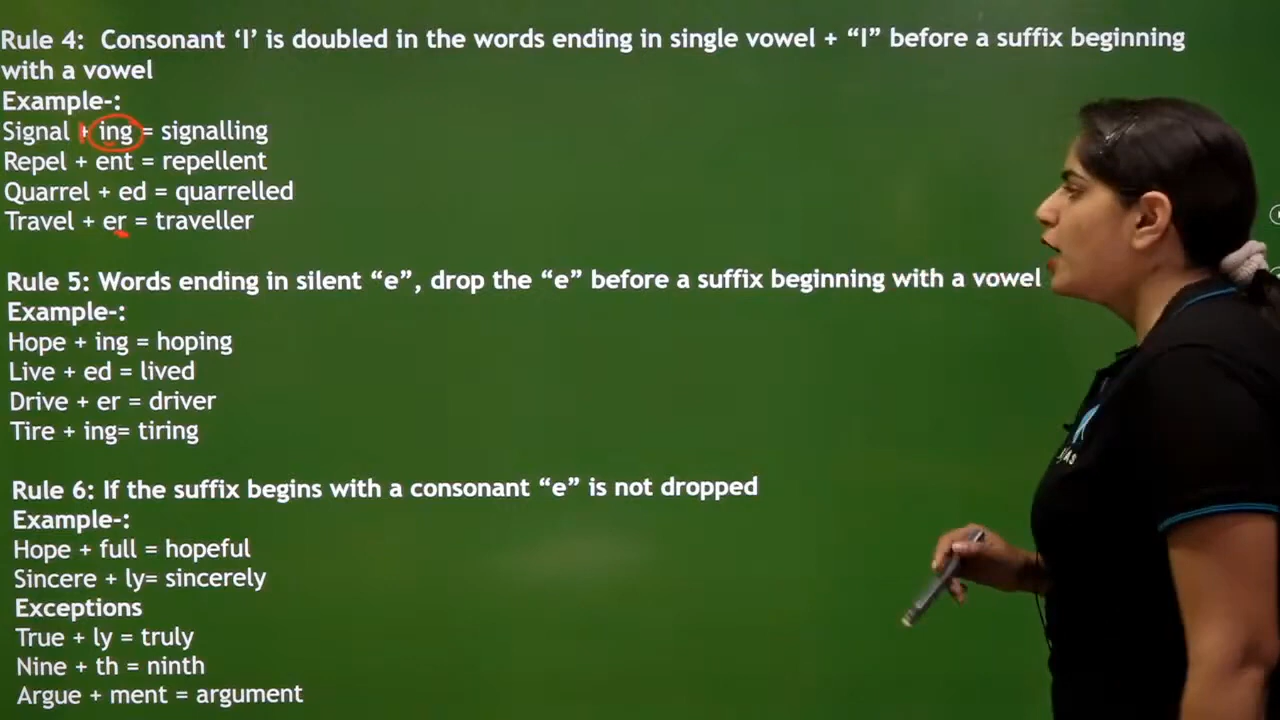 Rule 4: Consonant ‘l’ is doubled in the words ending in single vowel + “l” before a suffix beginning
with a vowel
Example-:
Signal + ing = signalling
Repel + ent = repellent
Quarrel + ed = quarrelled
Travel + er = traveller
Rule 5: Words ending in silent “e”, drop the “e” before a suffix beginning with a vowel
Example-:
Hope + ing = hoping
Live + ed = lived
Drive + er = driver
Tire + ing= tiring
Rule 6: If the suffix begins with a consonant “e” is not dropped
Example-:
Hope + full = hopeful
Sincere + ly= sincerely
Exceptions
True + ly = truly
Nine + th = ninth
Argue + ment = argument